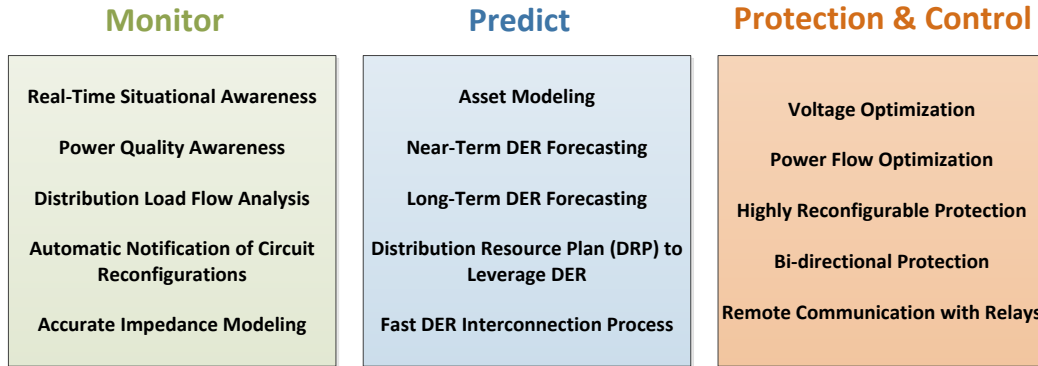 Monitor
Real-Time Situational Awareness
Power Quality Awareness
Distribution Load Flow Analysis
Automatic Notification of Circuit
Reconfigurations
Accurate Impedance Modeling
Predict
Asset Modeling
Near-Term DER Forecasting
Long-Term DER Forecasting
Distribution Resource Plan (DRP) to
Leverage DER
Fast DER Interconnection Process
Protection & Control
Voltage Optimization
Power Flow Optimization
Highly Reconfigurable Protection
Bi-directional Protection
Remote Communication with Relays